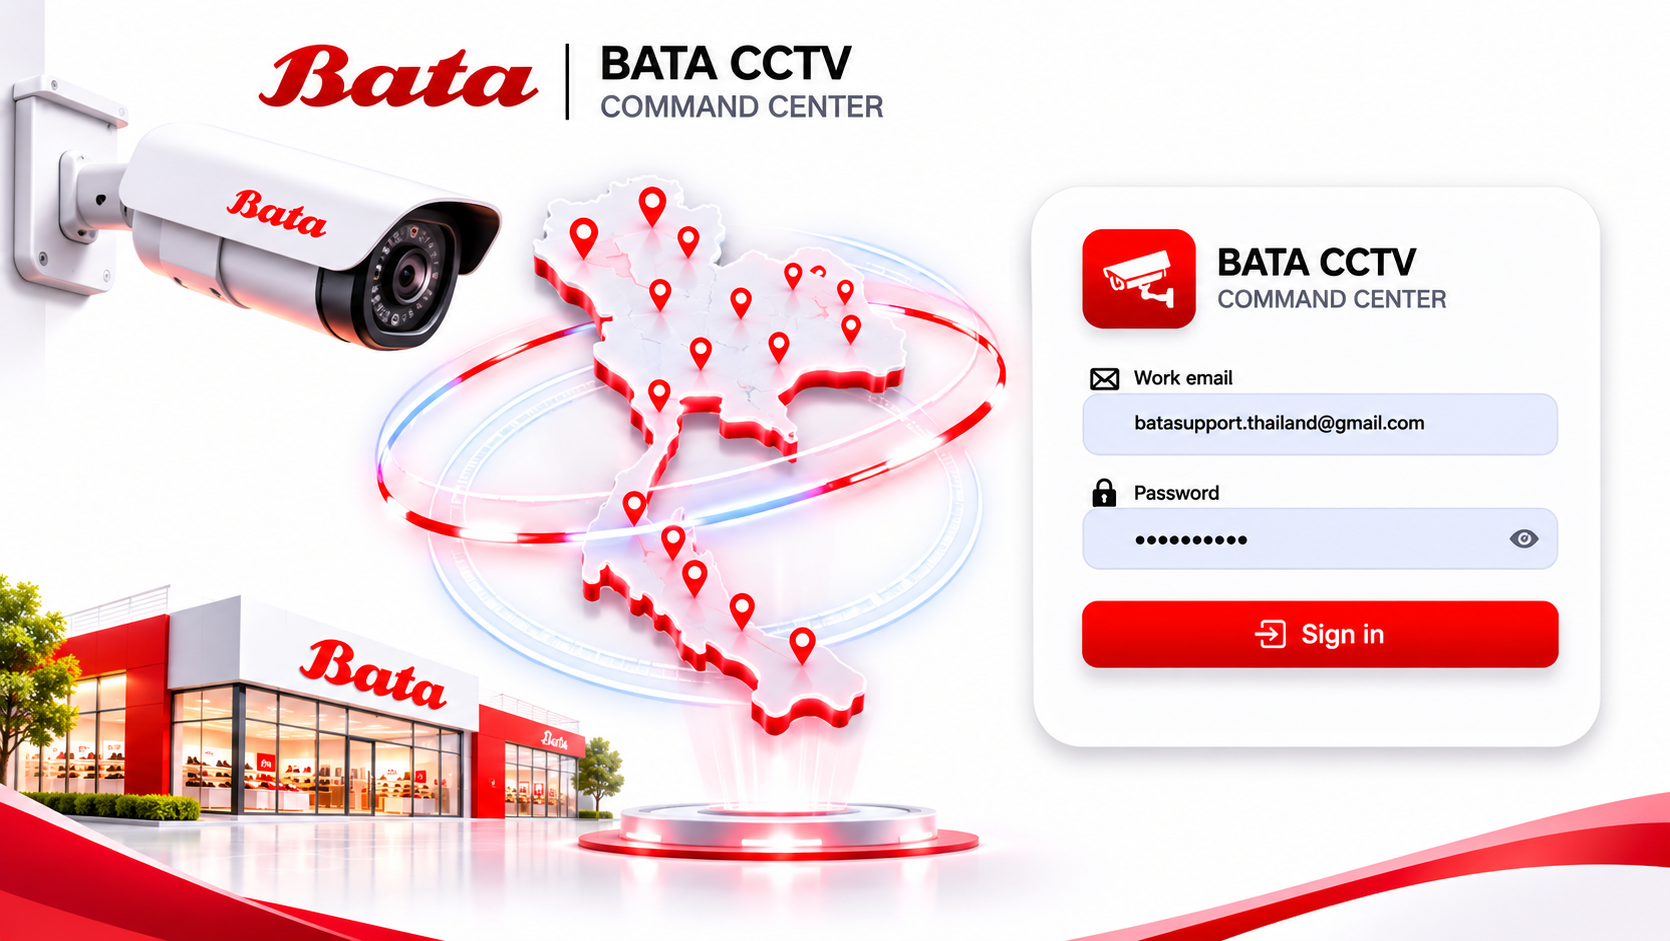 Bata
BATA CCTV
COMMAND CENTER
Bata
BATA CCTV
COMMAND CENTER
Work email
batasupport.thailand@gmail.com
Password
••••••••••
Sign in
Bata